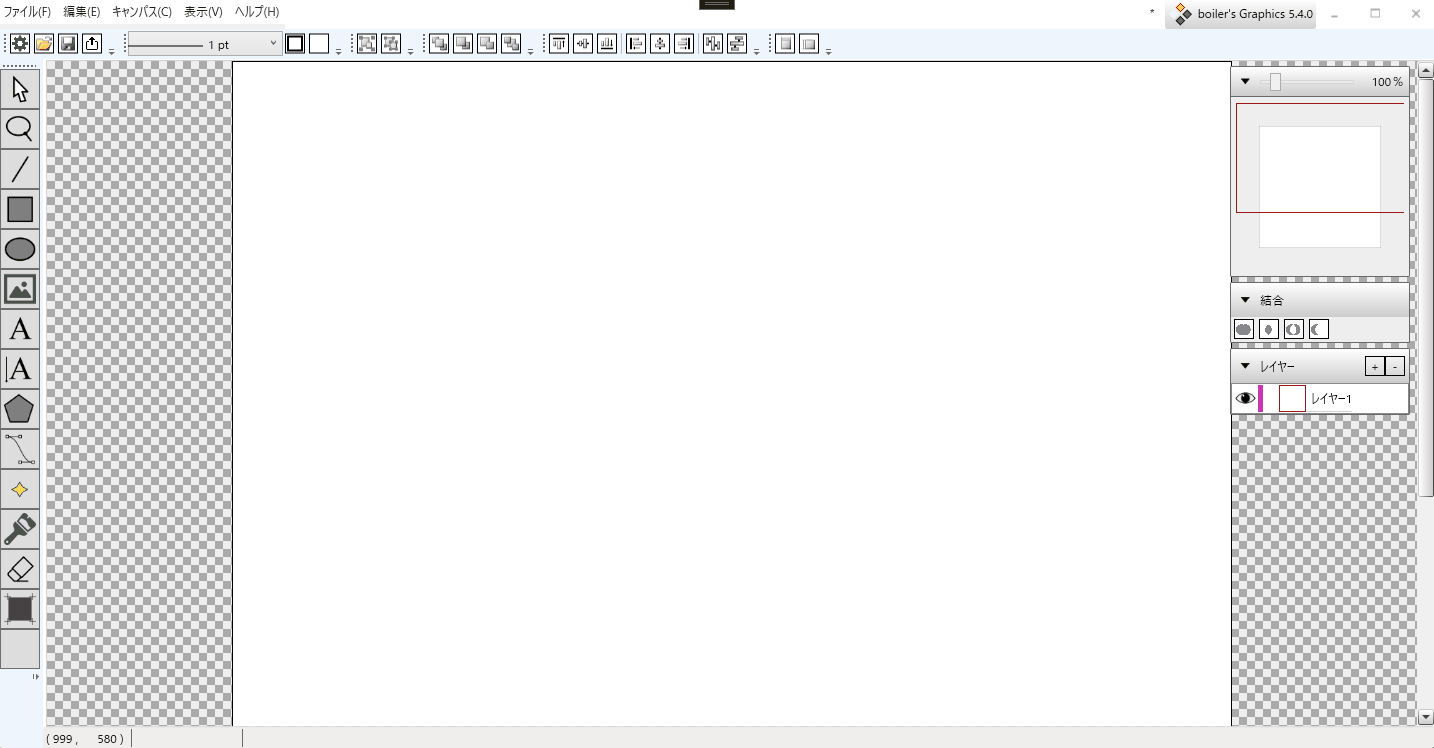 ファイル(F) 編集(E) キャンバス(C) 表示(V) ヘルプ(H)
* boiler's Graphics 5.4.0
1 pt
100 %
A
A
結合
レイヤー + -
レイヤー1
( 999 , 580 )